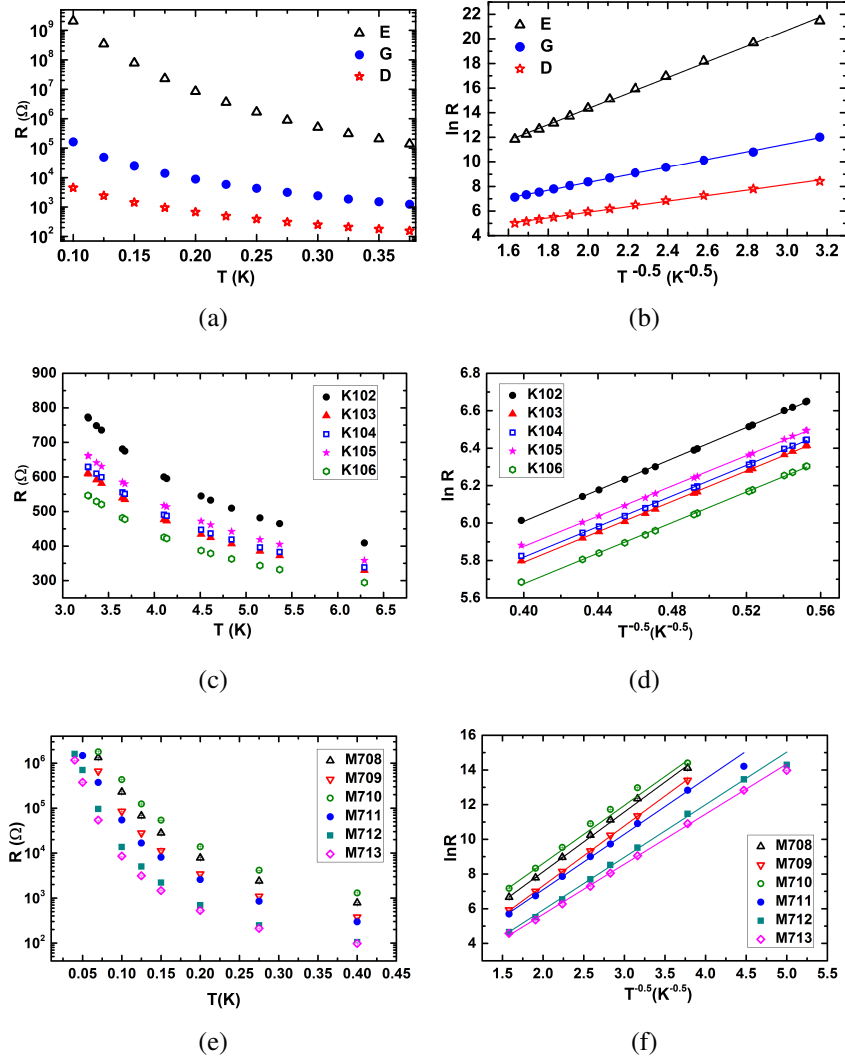 10⁹
10⁸
10⁷
10⁶
10⁵
10⁴
10³
10²
R (Ω)
E
G
D
0.10 0.15 0.20 0.25 0.30 0.35
T (K)
(a)
22
20
18
16
14
12
10
8
6
4
ln R
E
G
D
1.6 1.8 2.0 2.2 2.4 2.6 2.8 3.0 3.2
T -0.5 (K-0.5)
(b)
900
800
700
600
500
400
300
R (Ω)
K102
K103
K104
K105
K106
3.0 3.5 4.0 4.5 5.0 5.5 6.0 6.5
T (K)
(c)
6.8
6.6
6.4
6.2
6.0
5.8
5.6
ln R
K102
K103
K104
K105
K106
0.40 0.44 0.48 0.52 0.56
T-0.5(K-0.5)
(d)
10⁶
10⁵
10⁴
10³
10²
R (Ω)
M708
M709
M710
M711
M712
M713
0.05 0.10 0.15 0.20 0.25 0.30 0.35 0.40 0.45
T(K)
(e)
16
14
12
10
8
6
4
lnR
M708
M709
M710
M711
M712
M713
1.5 2.0 2.5 3.0 3.5 4.0 4.5 5.0
T-0.5(K-0.5)
(f)